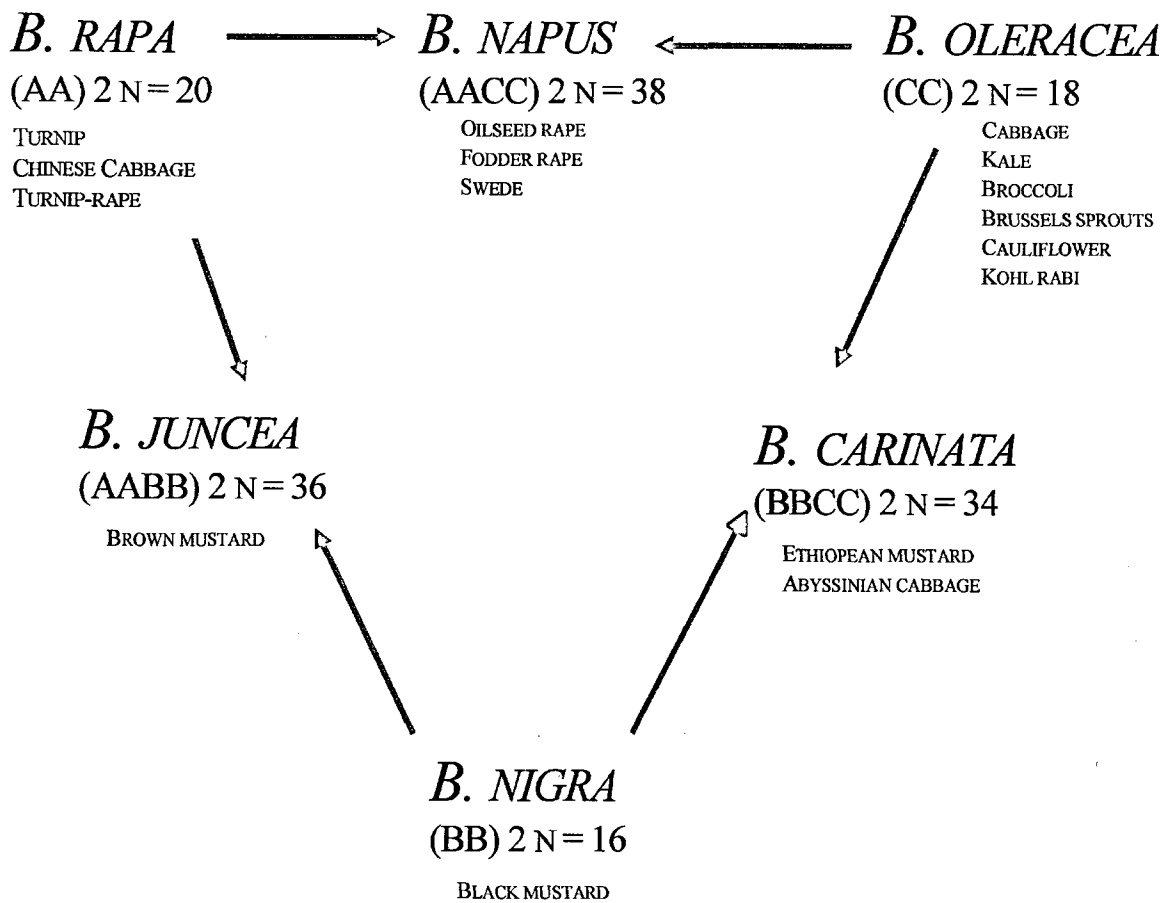 B. RAPA
(AA) 2 N = 20
TURNIP
CHINESE CABBAGE
TURNIP-RAPE
B. NAPUS
(AACC) 2 N = 38
OILSEED RAPE
FODDER RAPE
SWEDE
B. OLERACEA
(CC) 2 N = 18
CABBAGE
KALE
BROCCOLI
BRUSSELS SPROUTS
CAULIFLOWER
KOHL RABI
B. JUNCEA
(AABB) 2 N = 36
BROWN MUSTARD
B. CARINATA
(BBCC) 2 N = 34
ETHIOPEAN MUSTARD
ABYSSINIAN CABBAGE
B. NIGRA
(BB) 2 N = 16
BLACK MUSTARD